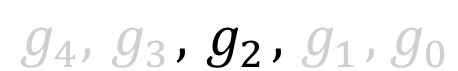 g₄, g₃, g₂, g₁, g₀